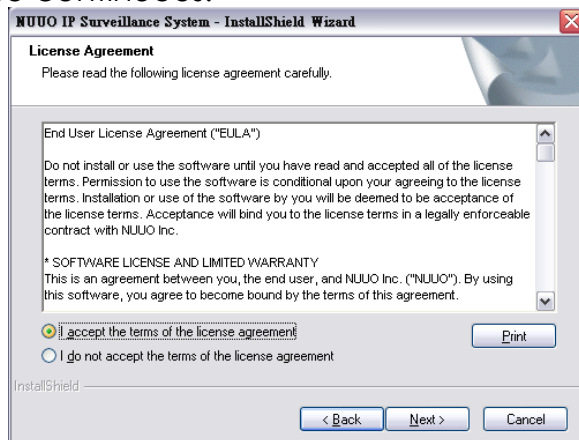 NUUO IP Surveillance System - InstallShield Wizard
License Agreement
Please read the following license agreement carefully.
End User License Agreement ("EULA")
Do not install or use the software until you have read and accepted all of the license
terms. Permission to use the software is conditional upon your agreeing to the license
terms. Installation or use of the software by you will be deemed to be acceptance of
the license terms. Acceptance will bind you to the license terms in a legally enforceable
contract with NUUO Inc.
* SOFTWARE LICENSE AND LIMITED WARRANTY
This is an agreement between you, the end user, and NUUO Inc. ("NUUO"). By using
this software, you agree to become bound by the terms of this agreement.
I accept the terms of the license agreement
Print
I do not accept the terms of the license agreement
InstallShield
< Back
Next >
Cancel